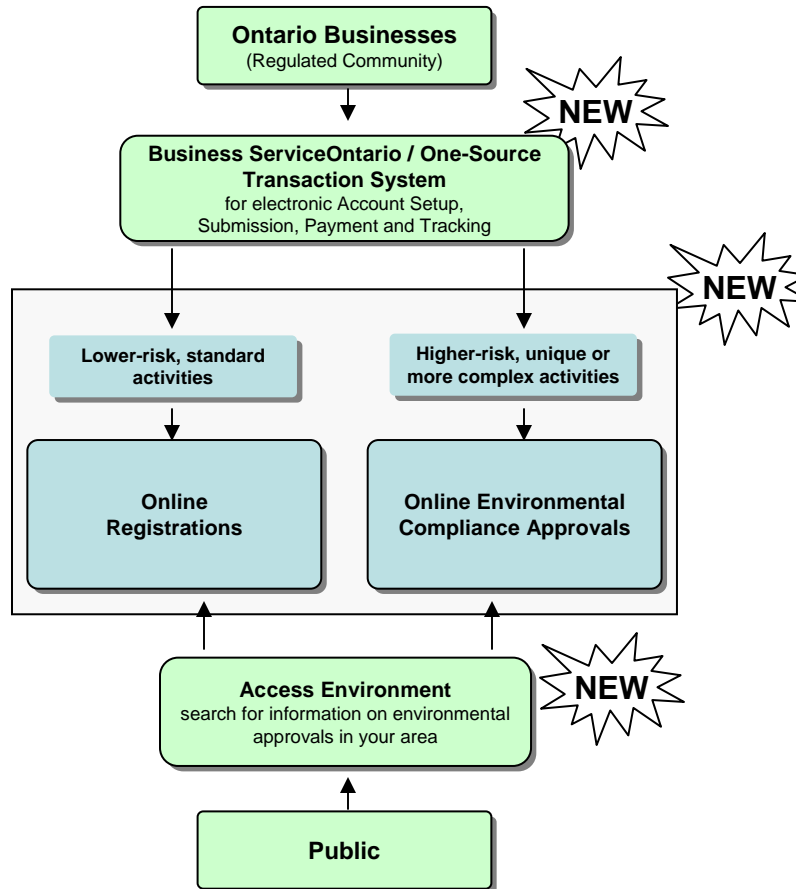 Ontario Businesses
(Regulated Community)
NEW
Business ServiceOntario / One-Source
Transaction System
for electronic Account Setup,
Submission, Payment and Tracking
NEW
Lower-risk, standard
activities
Higher-risk, unique or
more complex activities
Online
Registrations
Online Environmental
Compliance Approvals
Access Environment
search for information on environmental
approvals in your area
NEW
Public